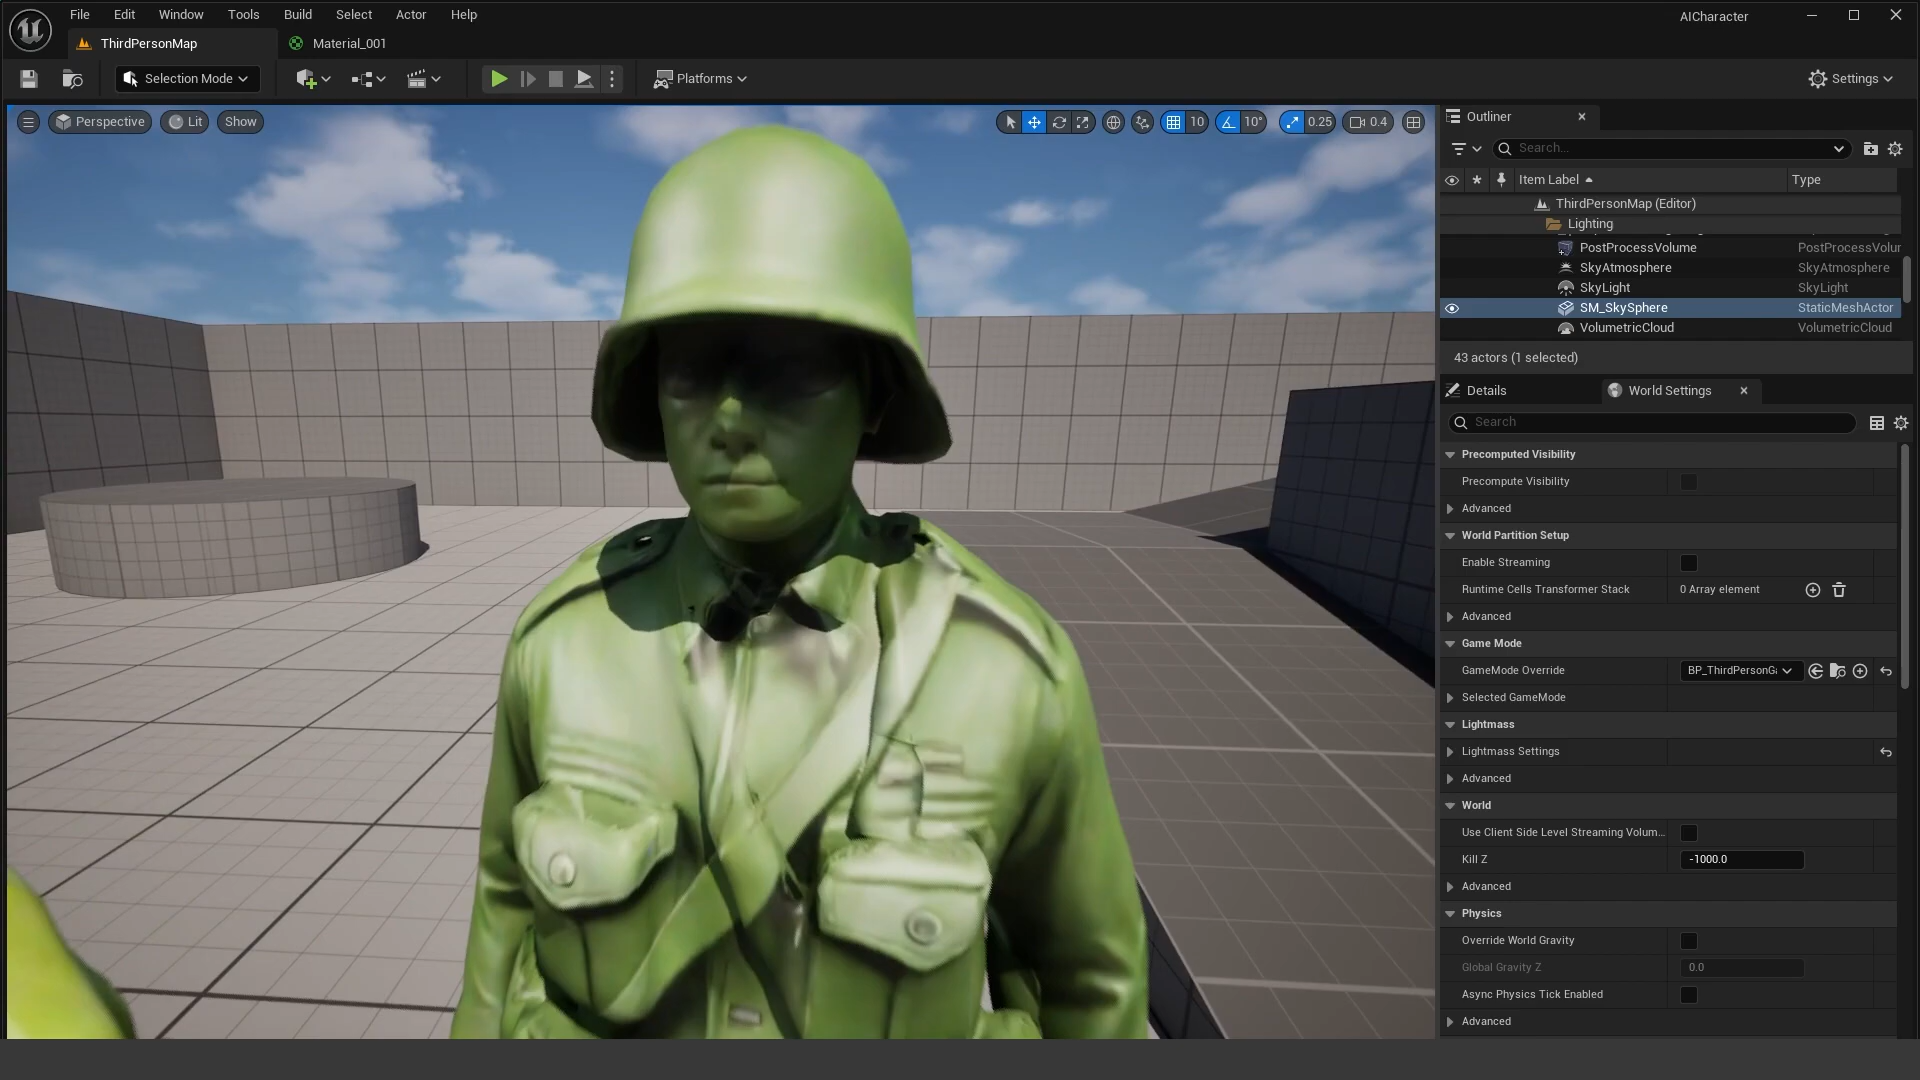 File Edit Window Tools Build Select Actor Help
AICharacter
ThirdPersonMap
Material_001
Selection Mode
Platforms
Settings
Perspective
Lit
Show
10
10°
0.25
0.4
Outliner
Search...
Item Label
Type
ThirdPersonMap (Editor)
Lighting
PostProcessVolume PostProcessVolur
SkyAtmosphere SkyAtmosphere
SkyLight SkyLight
SM_SkySphere StaticMeshActor
VolumetricCloud VolumetricCloud
43 actors (1 selected)
Details
World Settings
Search
Precomputed Visibility
Precompute Visibility
Advanced
World Partition Setup
Enable Streaming
Runtime Cells Transformer Stack 0 Array element
Advanced
Game Mode
GameMode Override BP_ThirdPersonGa
Selected GameMode
Lightmass
Lightmass Settings
Advanced
World
Use Client Side Level Streaming Volum...
Kill Z -1000.0
Advanced
Physics
Override World Gravity
Global Gravity Z 0.0
Async Physics Tick Enabled
Advanced